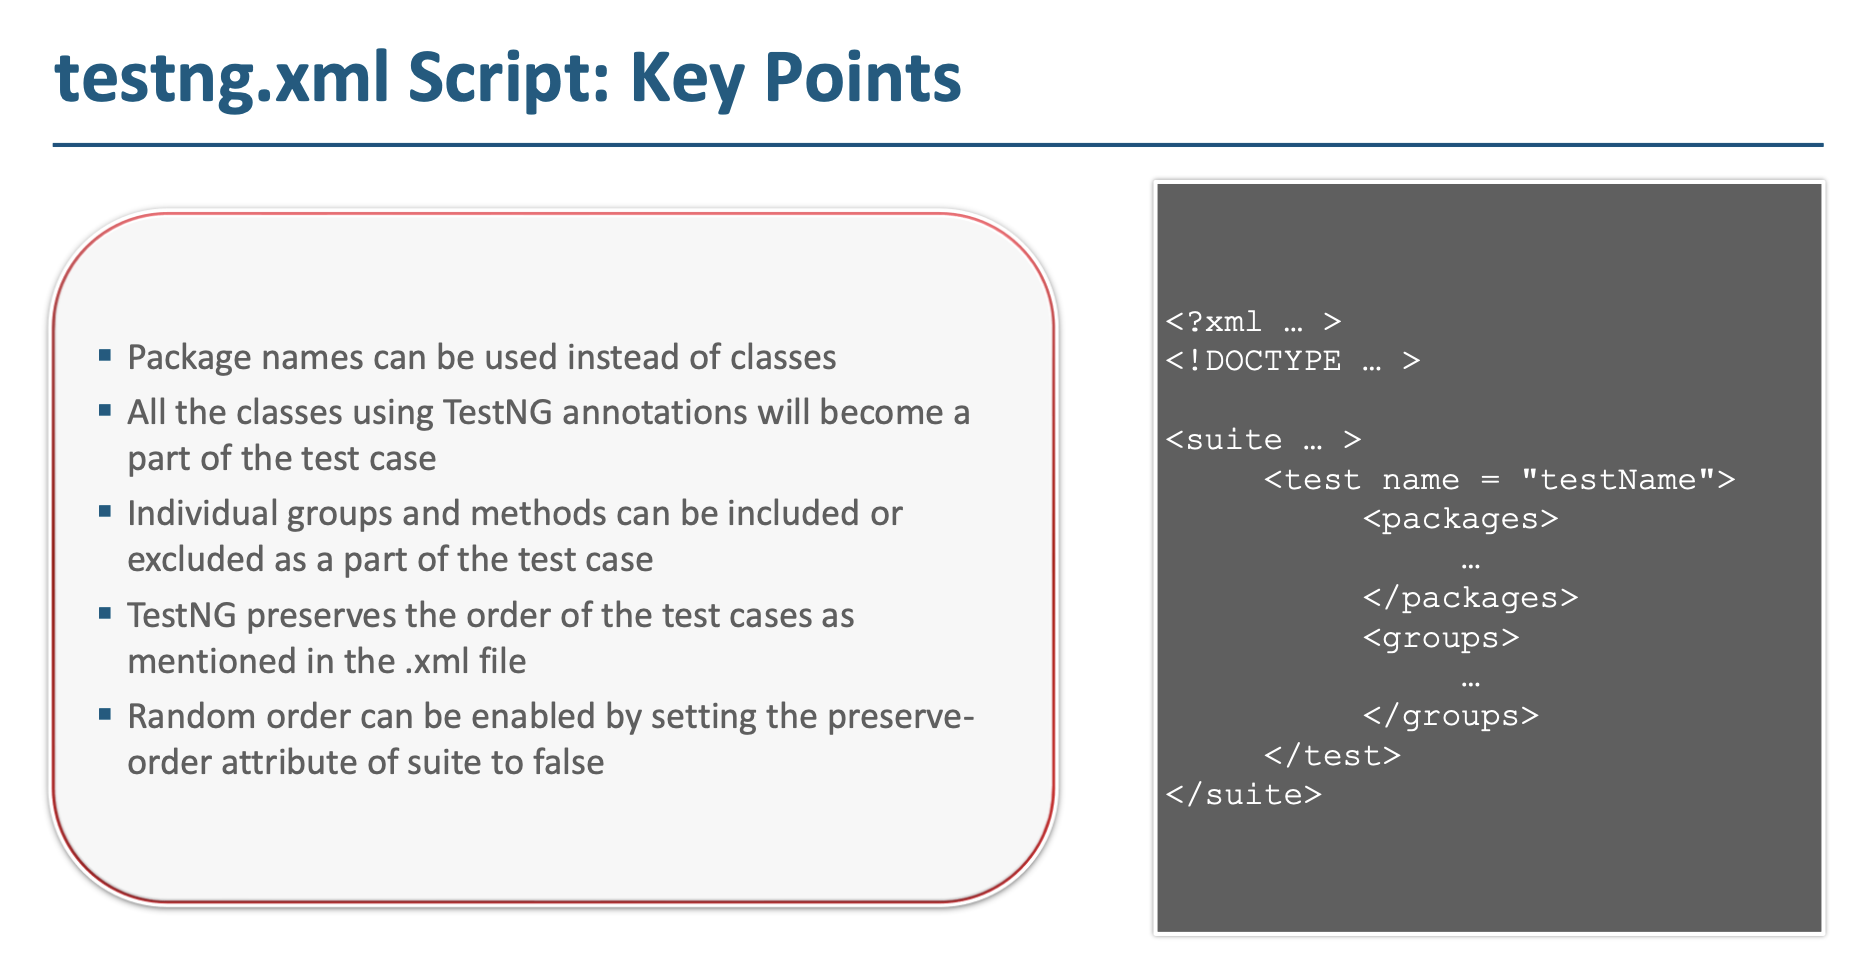 testng.xml Script: Key Points
▪ Package names can be used instead of classes
▪ All the classes using TestNG annotations will become a
part of the test case
▪ Individual groups and methods can be included or
excluded as a part of the test case
▪ TestNG preserves the order of the test cases as
mentioned in the .xml file
▪ Random order can be enabled by setting the preserve-
order attribute of suite to false
<?xml … >
<!DOCTYPE … >
<suite … >
<test name = "testName">
<packages>
…
</packages>
<groups>
…
</groups>
</test>
</suite>